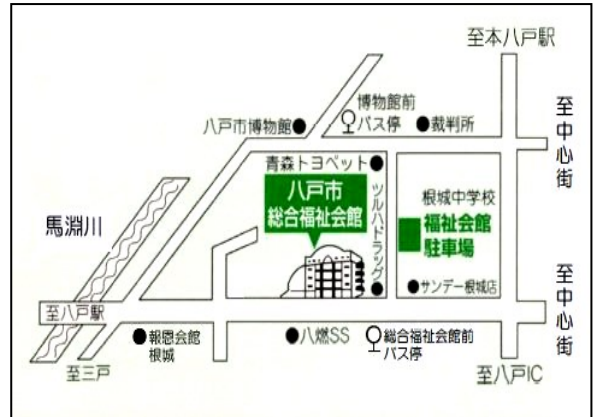 至本八戸駅
博物館前
バス停
裁判所
八戸市博物館
至中心街
青森トヨペット
八戸市
総合福祉会館
ツルハドラッグ
根城中学校
福祉会館
駐車場
馬淵川
サンデー根城店
至中心街
至八戸駅
報恩会館
根城
八燃SS
総合福祉会館前
バス停
至三戸
至八戸IC